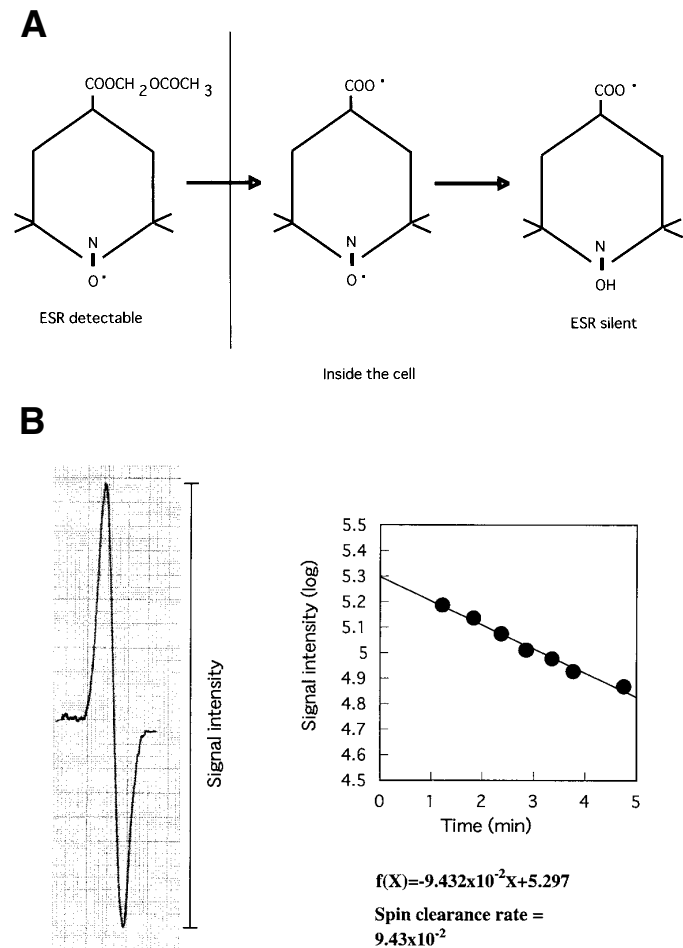 A
COOCH 2 OCOCH 3
N
O•
ESR detectable
COO •
N
O•
COO •
N
OH
ESR silent
Inside the cell
B
Signal intensity
Signal intensity (log)
5.5
5.4
5.3
5.2
5.1
5
4.9
4.8
4.7
4.6
4.5
0 1 2 3 4 5
Time (min)
f(X)=-9.432x10-2X+5.297
Spin clearance rate =
9.43x10-2